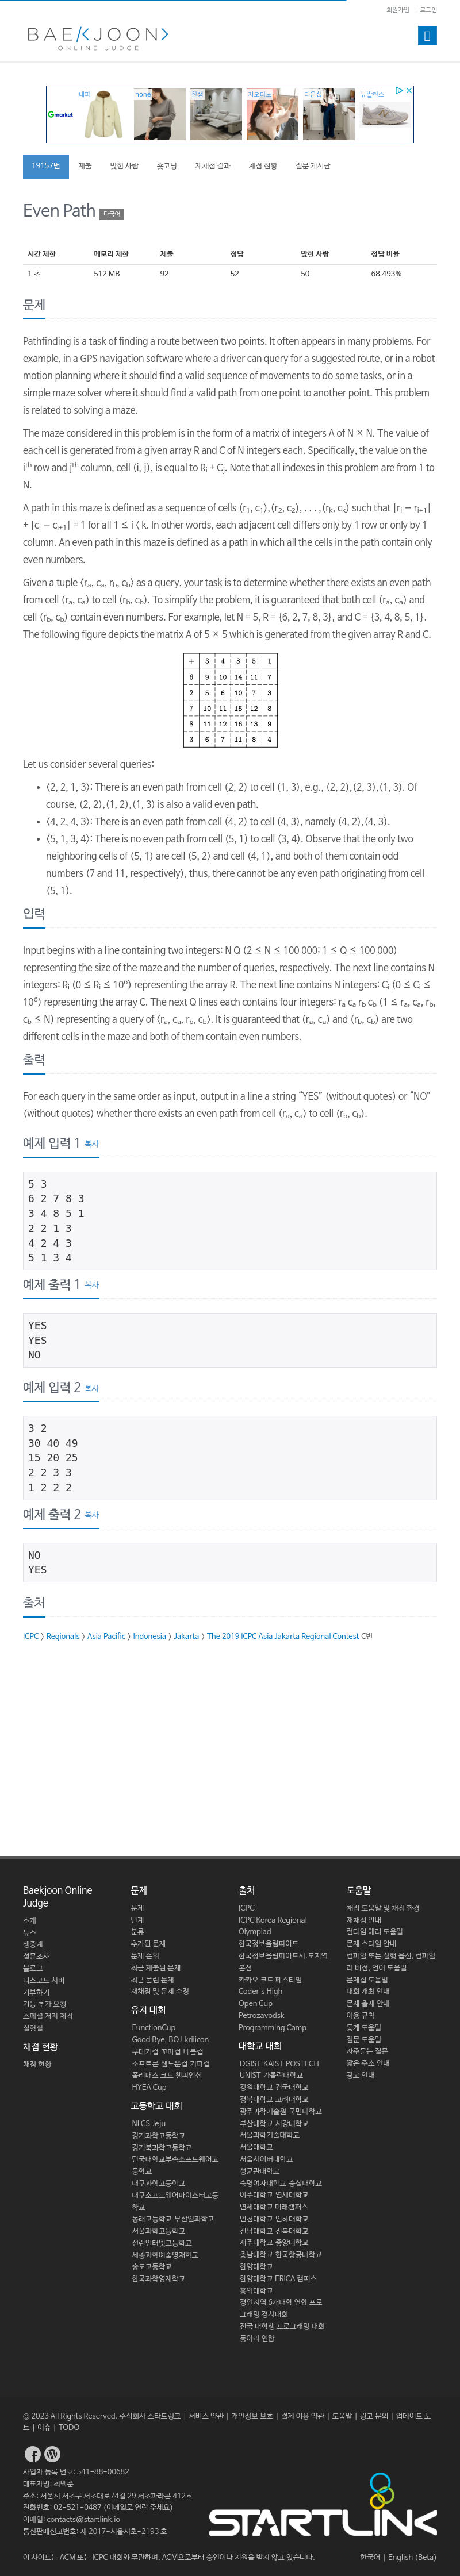 회원가입 | 로그인
BAEKJOON
ONLINE JUDGE
네파
none
한샘
지오다노
다음샵
뉴발란스
Gmarket
19157번 제출 맞힌 사람 숏코딩 재채점 결과 채점 현황 질문 게시판
Even Path 다국어
시간 제한 메모리 제한 제출 정답 맞힌 사람 정답 비율
1 초 512 MB 92 52 50 68.493%
문제
Pathfinding is a task of finding a route between two points. It often appears in many problems. For
example, in a GPS navigation software where a driver can query for a suggested route, or in a robot
motion planning where it should find a valid sequence of movements to do some tasks, or in a
simple maze solver where it should find a valid path from one point to another point. This problem
is related to solving a maze.
The maze considered in this problem is in the form of a matrix of integers A of N × N. The value of
each cell is generated from a given array R and C of N integers each. Specifically, the value on the
ith row and jth column, cell (i, j), is equal to Ri + Cj. Note that all indexes in this problem are from 1 to
N.
A path in this maze is defined as a sequence of cells (r1, c1),(r2, c2), . . . ,(rk, ck) such that |ri − ri+1|
+ |ci − ci+1| = 1 for all 1 ≤ i < k. In other words, each adjacent cell differs only by 1 row or only by 1
column. An even path in this maze is defined as a path in which all the cells in the path contain only
even numbers.
Given a tuple ⟨ra, ca, rb, cb⟩ as a query, your task is to determine whether there exists an even path
from cell (ra, ca) to cell (rb, cb). To simplify the problem, it is guaranteed that both cell (ra, ca) and
cell (rb, cb) contain even numbers. For example, let N = 5, R = {6, 2, 7, 8, 3}, and C = {3, 4, 8, 5, 1}.
The following figure depicts the matrix A of 5 × 5 which is generated from the given array R and C.
+ 3 4 8 5 1
6 9 10 14 11 7
2 5 6 10 7 3
7 10 11 15 12 8
8 11 12 16 13 9
3 6 7 11 8 4
Let us consider several queries:
• ⟨2, 2, 1, 3⟩: There is an even path from cell (2, 2) to cell (1, 3), e.g., (2, 2),(2, 3),(1, 3). Of
course, (2, 2),(1, 2),(1, 3) is also a valid even path.
• ⟨4, 2, 4, 3⟩: There is an even path from cell (4, 2) to cell (4, 3), namely (4, 2),(4, 3).
• ⟨5, 1, 3, 4⟩: There is no even path from cell (5, 1) to cell (3, 4). Observe that the only two
neighboring cells of (5, 1) are cell (5, 2) and cell (4, 1), and both of them contain odd
numbers (7 and 11, respectively), thus, there cannot be any even path originating from cell
(5, 1).
입력
Input begins with a line containing two integers: N Q (2 ≤ N ≤ 100 000; 1 ≤ Q ≤ 100 000)
representing the size of the maze and the number of queries, respectively. The next line contains N
integers: Ri (0 ≤ Ri ≤ 10^6) representing the array R. The next line contains N integers: Ci (0 ≤ Ci ≤
10^6) representing the array C. The next Q lines each contains four integers: ra ca rb cb (1 ≤ ra, ca, rb,
cb ≤ N) representing a query of ⟨ra, ca, rb, cb⟩. It is guaranteed that (ra, ca) and (rb, cb) are two
different cells in the maze and both of them contain even numbers.
출력
For each query in the same order as input, output in a line a string "YES" (without quotes) or "NO"
(without quotes) whether there exists an even path from cell (ra, ca) to cell (rb, cb).
예제 입력 1 복사
5 3
6 2 7 8 3
3 4 8 5 1
2 2 1 3
4 2 4 3
5 1 3 4
예제 출력 1 복사
YES
YES
NO
예제 입력 2 복사
3 2
30 40 49
15 20 25
2 2 3 3
1 2 2 2
예제 출력 2 복사
NO
YES
출처
ICPC > Regionals > Asia Pacific > Indonesia > Jakarta > The 2019 ICPC Asia Jakarta Regional Contest C번
Baekjoon Online
Judge
소개
뉴스
생중계
설문조사
블로그
디스코드 서버
기부하기
기능 추가 요청
스페셜 저지 제작
실험실
채점 현황
채점 현황
문제
문제
단계
분류
추가된 문제
문제 순위
최근 제출된 문제
최근 풀린 문제
재채점 및 문제 수정
유저 대회
FunctionCup
Good Bye, BOJ kriiicon
구데기컵 꼬마컵 네블컵
소프트콘 웰노운컵 키파컵
폴리매스 코드 챔피언십
HYEA Cup
고등학교 대회
NLCS Jeju
경기과학고등학교
경기북과학고등학교
단국대학교부속소프트웨어고
등학교
대구과학고등학교
대구소프트웨어마이스터고등
학교
동래고등학교 부산일과학고
서울과학고등학교
선린인터넷고등학교
세종과학예술영재학교
송도고등학교
한국과학영재학교
출처
ICPC
ICPC Korea Regional
Olympiad
한국정보올림피아드
한국정보올림피아드시.도지역
본선
카카오 코드 페스티벌
Coder's High
Open Cup
Petrozavodsk
Programming Camp
대학교 대회
DGIST KAIST POSTECH
UNIST 가톨릭대학교
강원대학교 건국대학교
경북대학교 고려대학교
광주과학기술원 국민대학교
부산대학교 서강대학교
서울과학기술대학교
서울대학교
서울사이버대학교
성균관대학교
숙명여자대학교 숭실대학교
아주대학교 연세대학교
연세대학교 미래캠퍼스
인천대학교 인하대학교
전남대학교 전북대학교
제주대학교 중앙대학교
충남대학교 한국항공대학교
한양대학교
한양대학교 ERICA 캠퍼스
홍익대학교
경인지역 6개대학 연합 프로
그래밍 경시대회
전국 대학생 프로그래밍 대회
동아리 연합
도움말
채점 도움말 및 채점 환경
재채점 안내
런타임 에러 도움말
문제 스타일 안내
컴파일 또는 실행 옵션, 컴파일
러 버전, 언어 도움말
문제집 도움말
대회 개최 안내
문제 출제 안내
이용 규칙
통계 도움말
질문 도움말
자주묻는 질문
짧은 주소 안내
광고 안내
© 2023 All Rights Reserved. 주식회사 스타트링크 | 서비스 약관 | 개인정보 보호 | 결제 이용 약관 | 도움말 | 광고 문의 | 업데이트 노
트 | 이슈 | TODO
사업자 등록 번호: 541-88-00682
대표자명: 최백준
주소: 서울시 서초구 서초대로74길 29 서초파라곤 412호
전화번호: 02-521-0487 (이메일로 연락 주세요)
이메일: contacts@startlink.io
통신판매신고번호: 제 2017-서울서초-2193 호
STARTLINK
이 사이트는 ACM 또는 ICPC 대회와 무관하며, ACM으로부터 승인이나 지원을 받지 않고 있습니다.
한국어 | English (Beta)